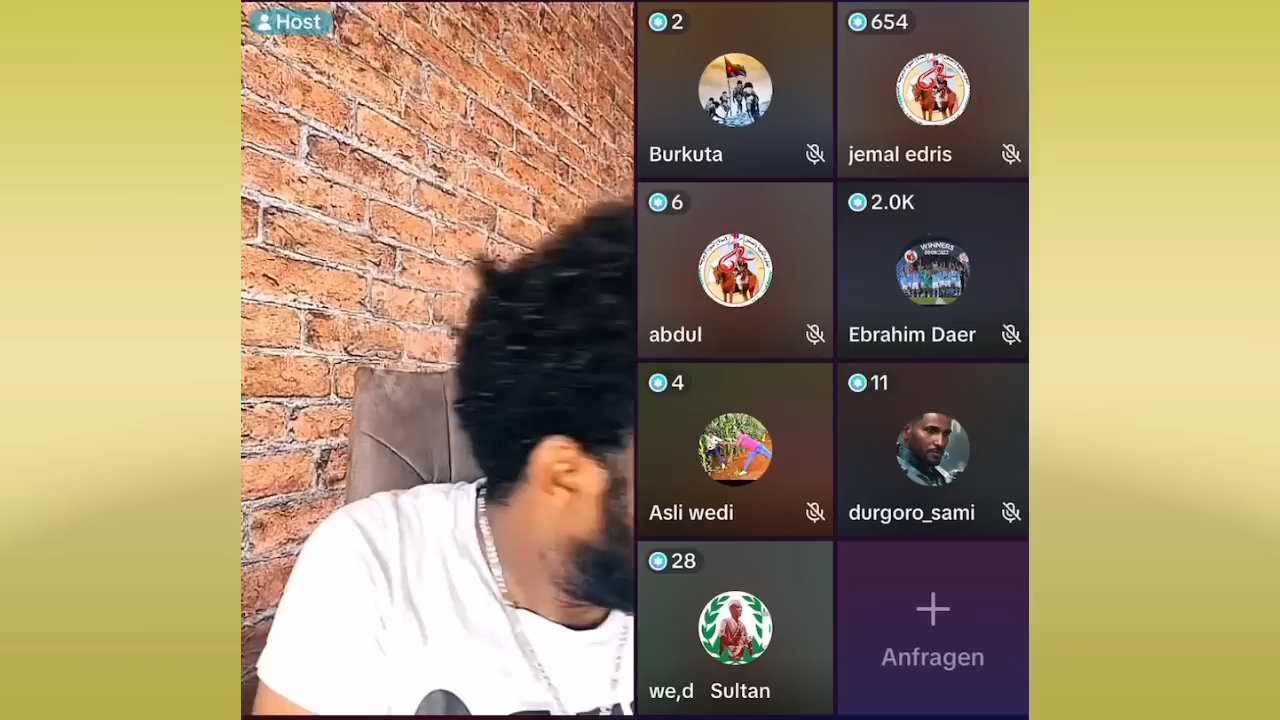 Host
2
Burkuta
654
jemal edris
6
abdul
2.0K
WINNERS
Ebrahim Daer
4
Asli wedi
11
durgoro_sami
28
we,d Sultan
Anfragen